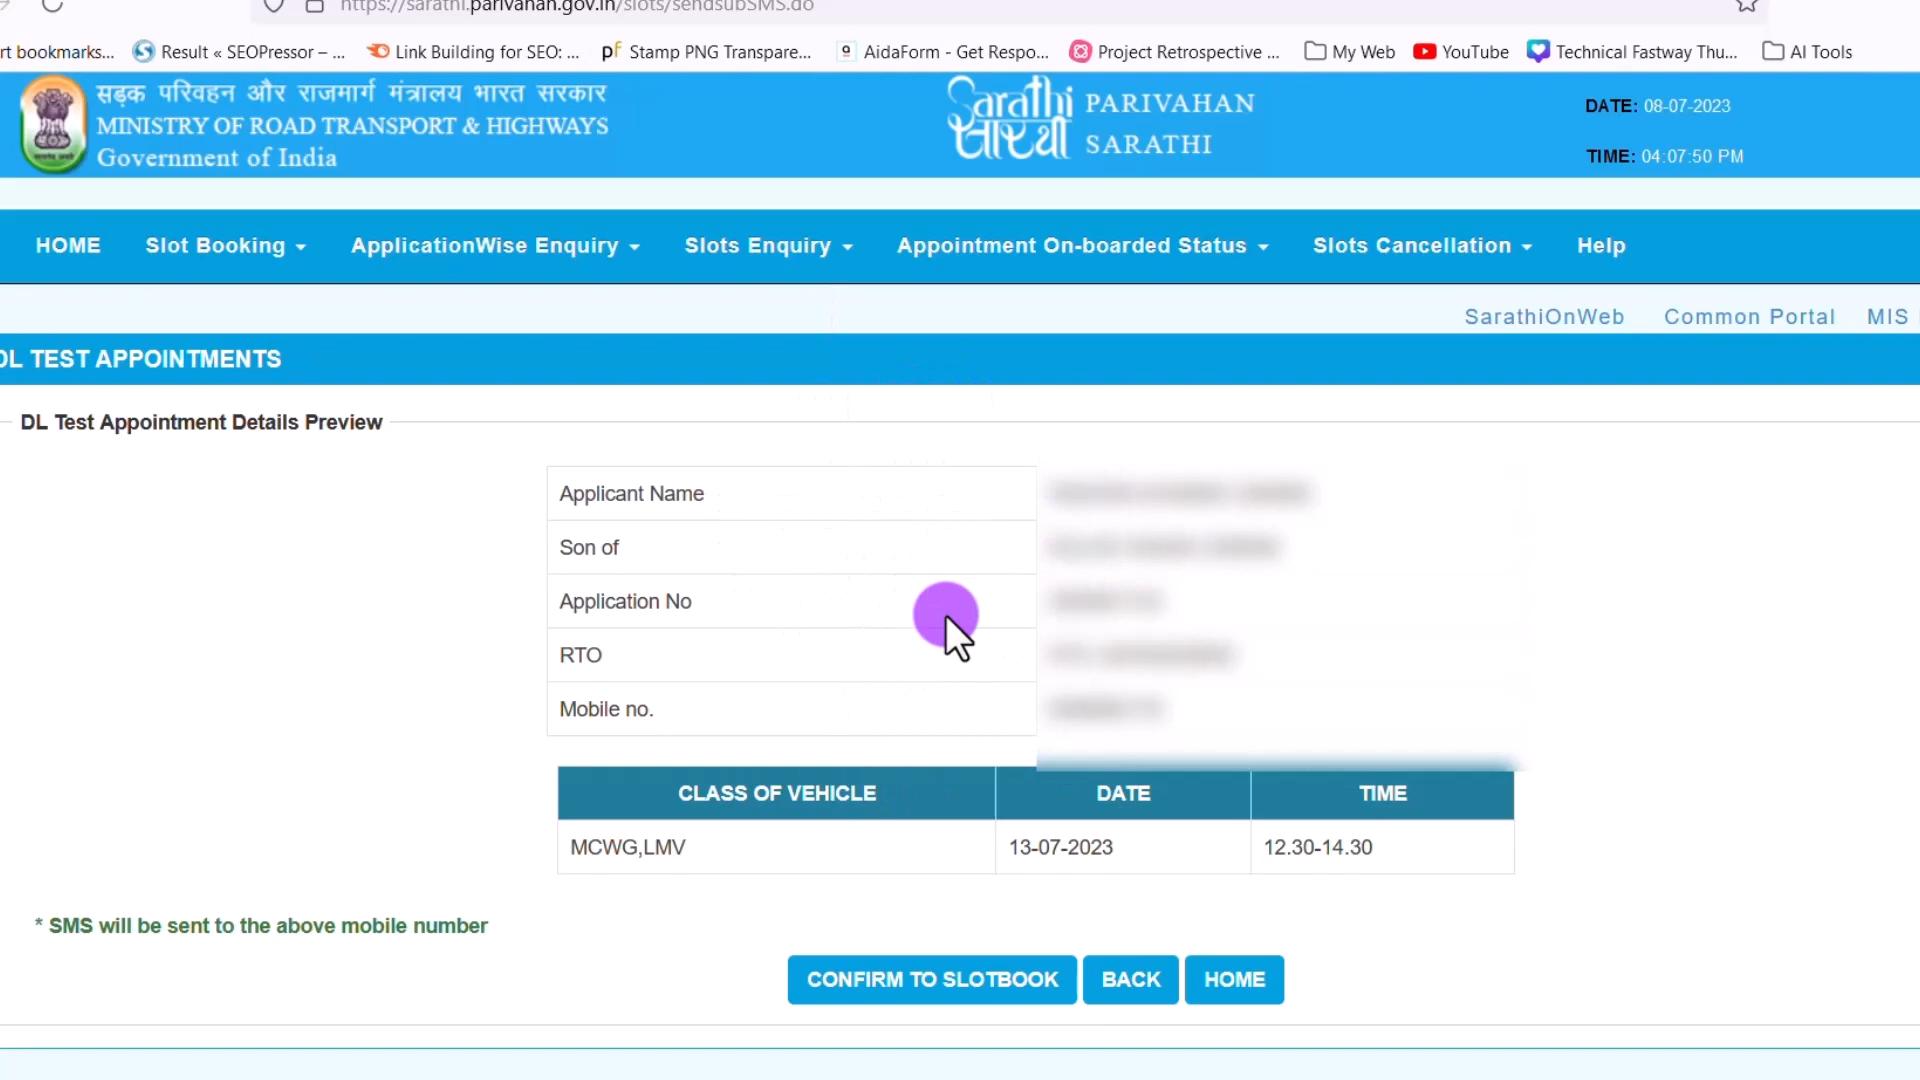 https://sarathi.parivahan.gov.in/slots/sendsubSMS.do
rt bookmarks... Result « SEOPressor – ... Link Building for SEO: ... pf Stamp PNG Transpare... AidaForm - Get Respo... Project Retrospective ... My Web YouTube Technical Fastway Thu... AI Tools
सड़क परिवहन और राजमार्ग मंत्रालय भारत सरकार
MINISTRY OF ROAD TRANSPORT & HIGHWAYS
Government of India
Sarathi सारथी PARIVAHAN
SARATHI
DATE: 08-07-2023
TIME: 04:07:50 PM
HOME Slot Booking ApplicationWise Enquiry Slots Enquiry Appointment On-boarded Status Slots Cancellation Help
SarathiOnWeb Common Portal MIS
DL TEST APPOINTMENTS
DL Test Appointment Details Preview
Applicant Name
Son of
Application No
RTO
Mobile no.
CLASS OF VEHICLE DATE TIME
MCWG,LMV 13-07-2023 12.30-14.30
* SMS will be sent to the above mobile number
CONFIRM TO SLOTBOOK BACK HOME